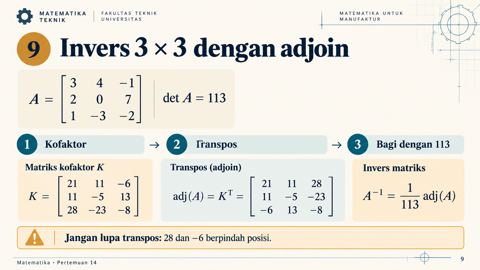 MATEMATIKA
TEKNIK
FAKULTAS TEKNIK
UNIVERSITAS
MATEMATIKA UNTUK
MANUFAKTUR
9 Invers 3 × 3 dengan adjoin
A = [ 3 4 −1
2 0 7
1 −3 −2 ]
det A = 113
1 Kofaktor → 2 Transpos → 3 Bagi dengan 113
Matriks kofaktor K
K = [ 21 11 −6
11 −5 13
28 −23 −8 ]
Transpos (adjoin)
adj(A) = Kᵀ = [ 21 11 28
11 −5 −23
−6 13 −8 ]
Invers matriks
A⁻¹ = 1/113 adj(A)
Jangan lupa transpos: 28 dan −6 berpindah posisi.
Matematika • Pertemuan 14
9